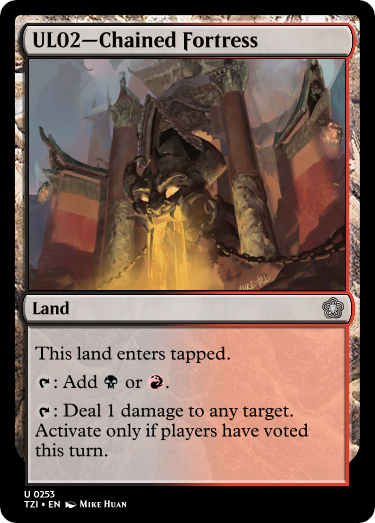 UL02—Chained Fortress
Land
This land enters tapped.
: Add or .
: Deal 1 damage to any target.
Activate only if players have voted
this turn.
U 0253
TZI • EN Mike Huan